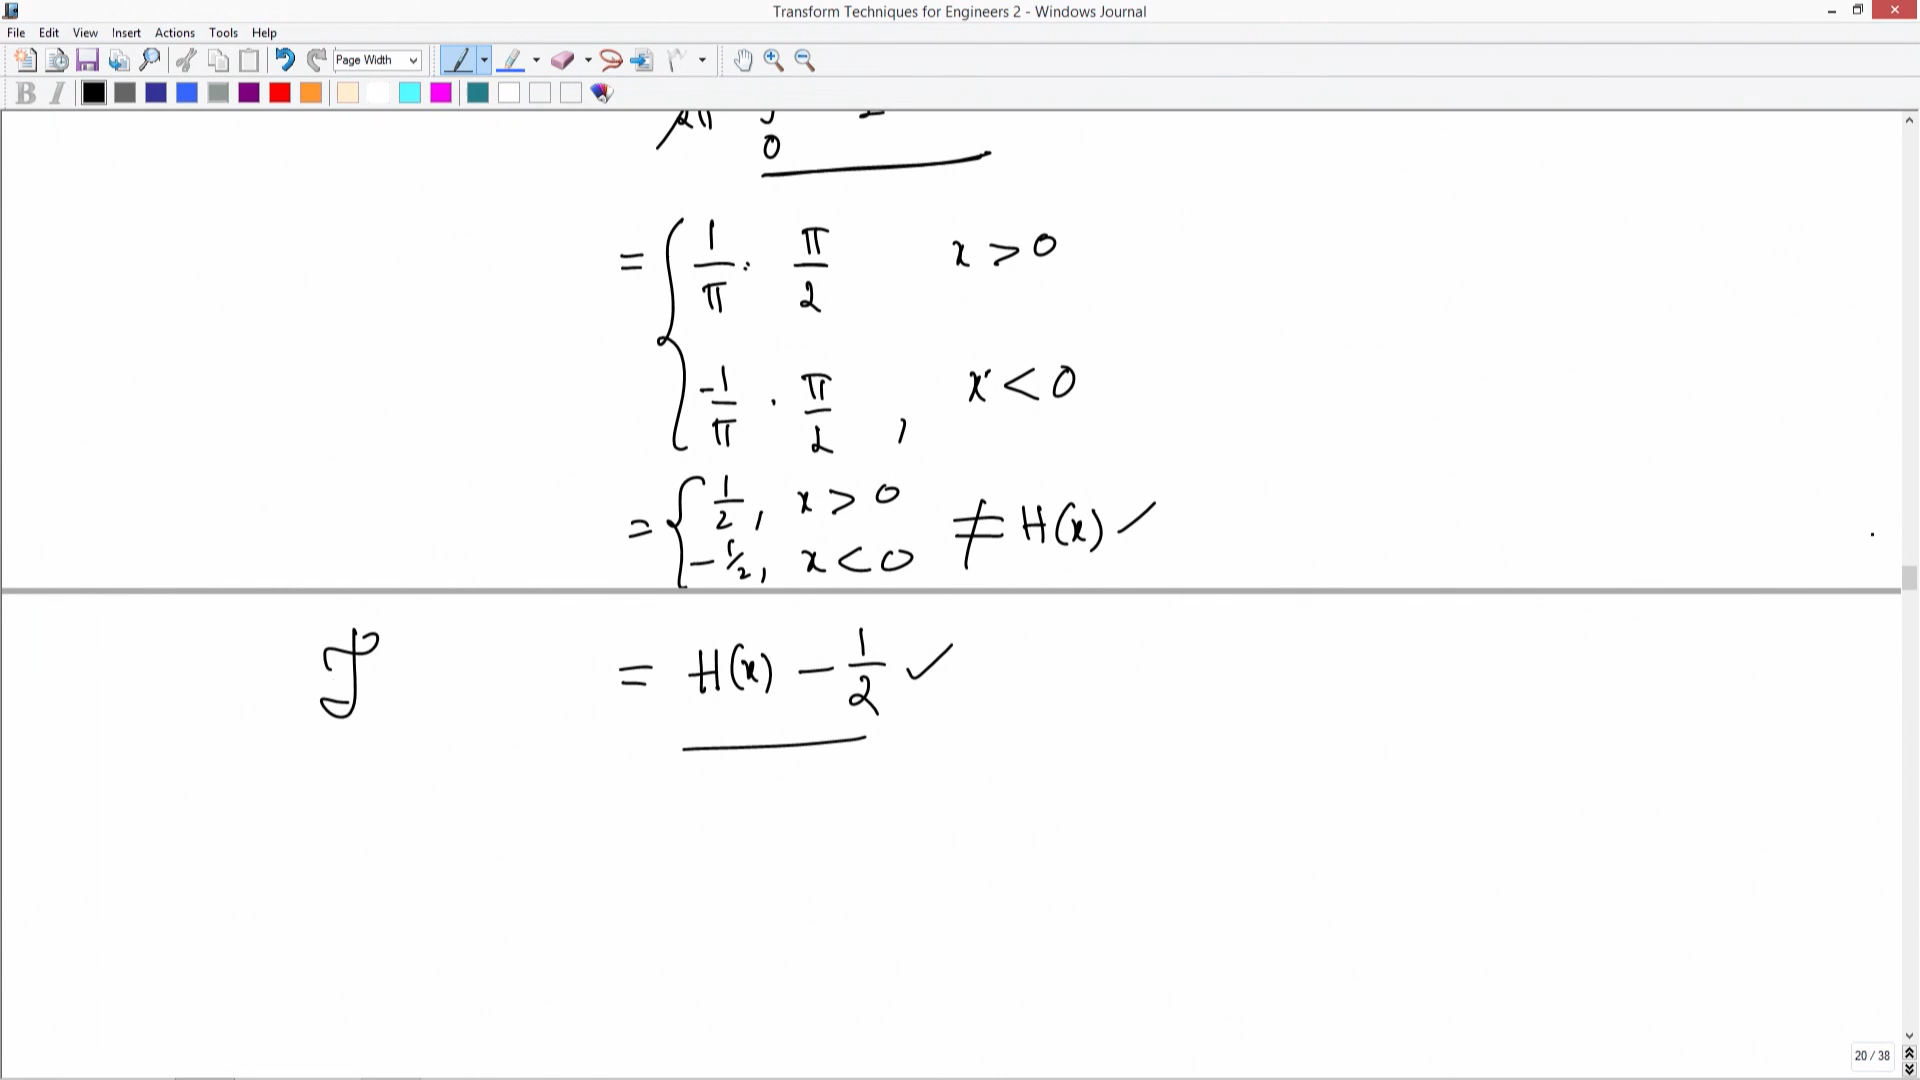 Transform Techniques for Engineers 2 - Windows Journal
File Edit View Insert Actions Tools Help
Page Width
B I
0
= { 1/π · π/2 x > 0
-1/π · π/2 , x < 0
= { 1/2, x > 0 ≠ H(x) ✓
-1/2, x < 0
= H(x) - 1/2 ✓
20 / 38